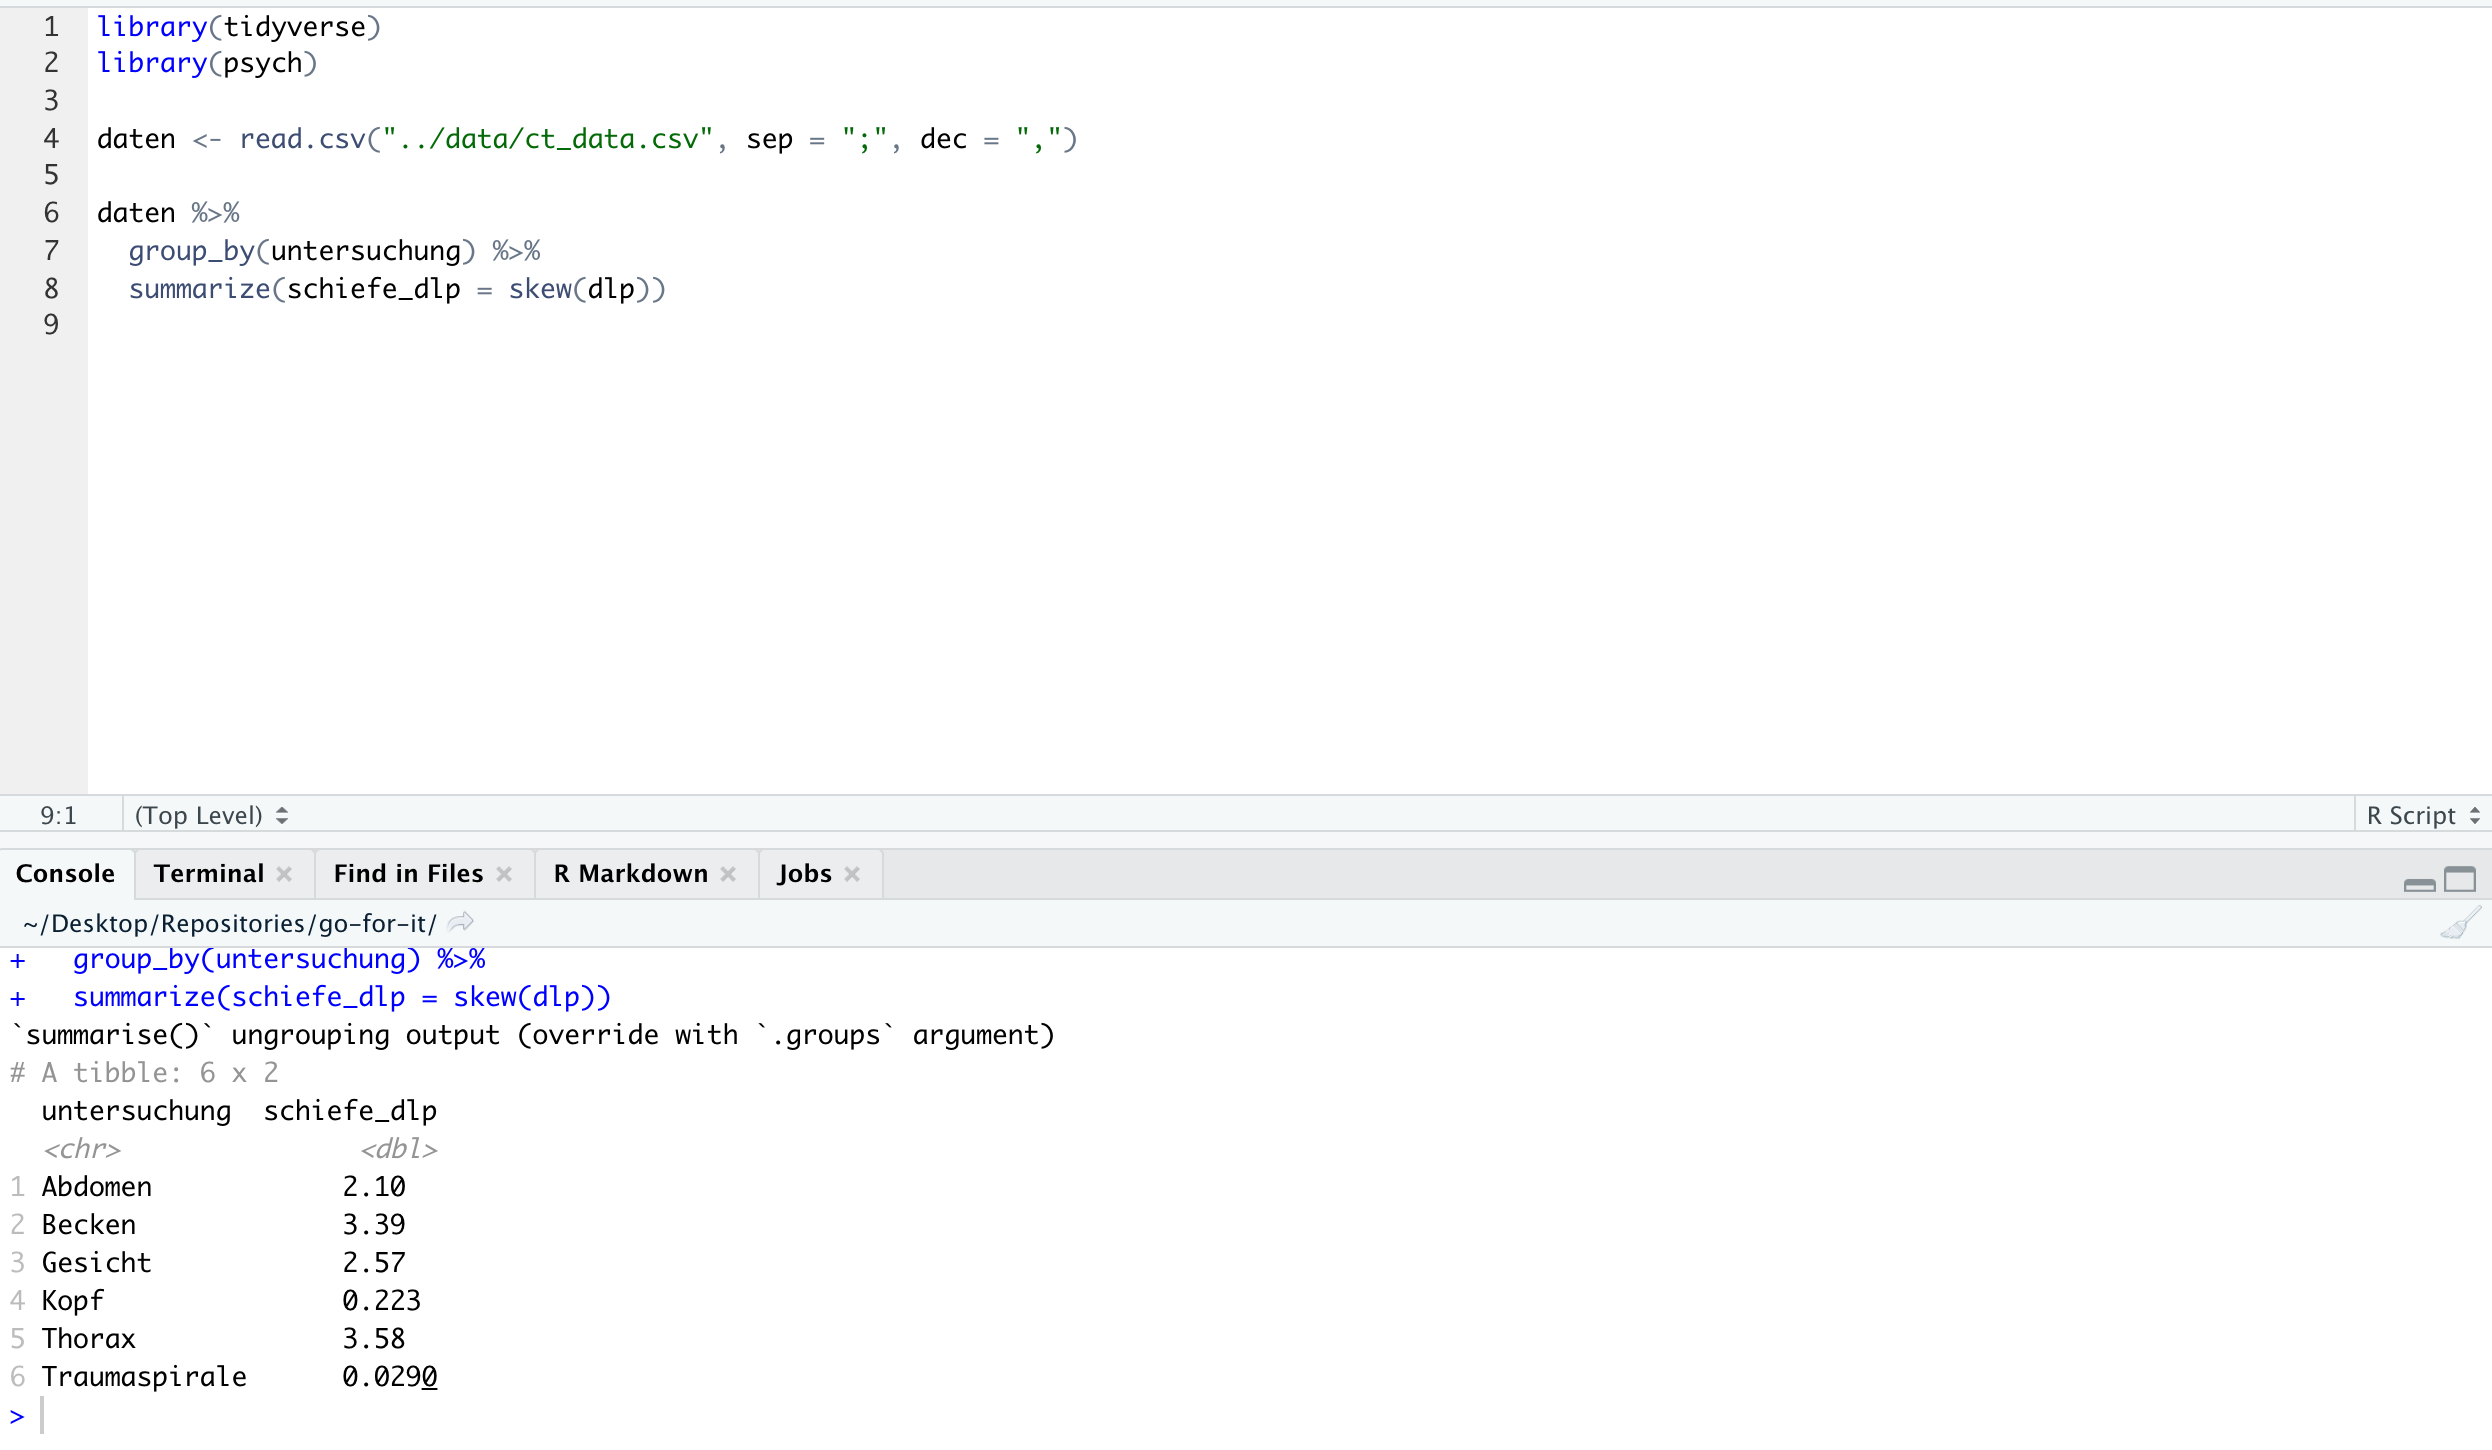 1 library(tidyverse)
2 library(psych)
3
4 daten <- read.csv("../data/ct_data.csv", sep = ";", dec = ",")
5
6 daten %>%
7   group_by(untersuchung) %>%
8   summarize(schiefe_dlp = skew(dlp))
9
9:1 (Top Level) R Script
Console Terminal Find in Files R Markdown Jobs
~/Desktop/Repositories/go-for-it/
+   group_by(untersuchung) %>%
+   summarize(schiefe_dlp = skew(dlp))
`summarise()` ungrouping output (override with `.groups` argument)
# A tibble: 6 x 2
  untersuchung  schiefe_dlp
  <chr>               <dbl>
1 Abdomen            2.10
2 Becken             3.39
3 Gesicht            2.57
4 Kopf               0.223
5 Thorax             3.58
6 Traumaspirale      0.0290
>